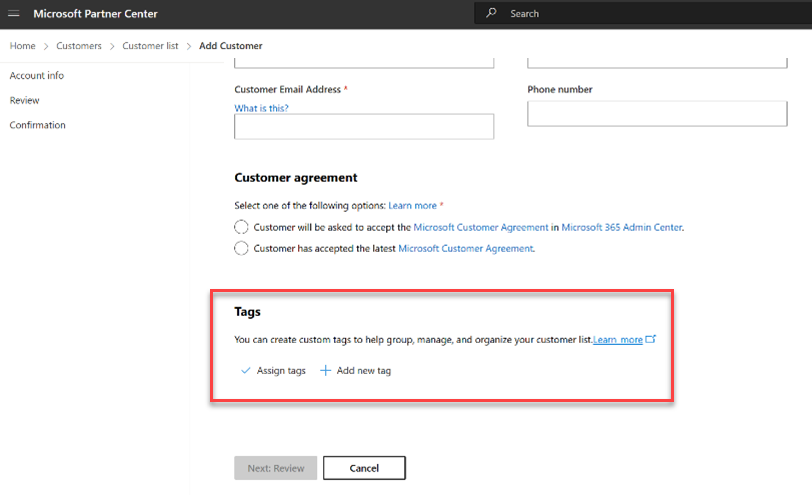 Microsoft Partner Center
Search
Home > Customers > Customer list > Add Customer
Account info
Review
Confirmation
Customer Email Address *
Phone number
What is this?
Customer agreement
Select one of the following options: Learn more *
Customer will be asked to accept the Microsoft Customer Agreement in Microsoft 365 Admin Center.
Customer has accepted the latest Microsoft Customer Agreement.
Tags
You can create custom tags to help group, manage, and organize your customer list.Learn more
Assign tags
Add new tag
Next: Review
Cancel